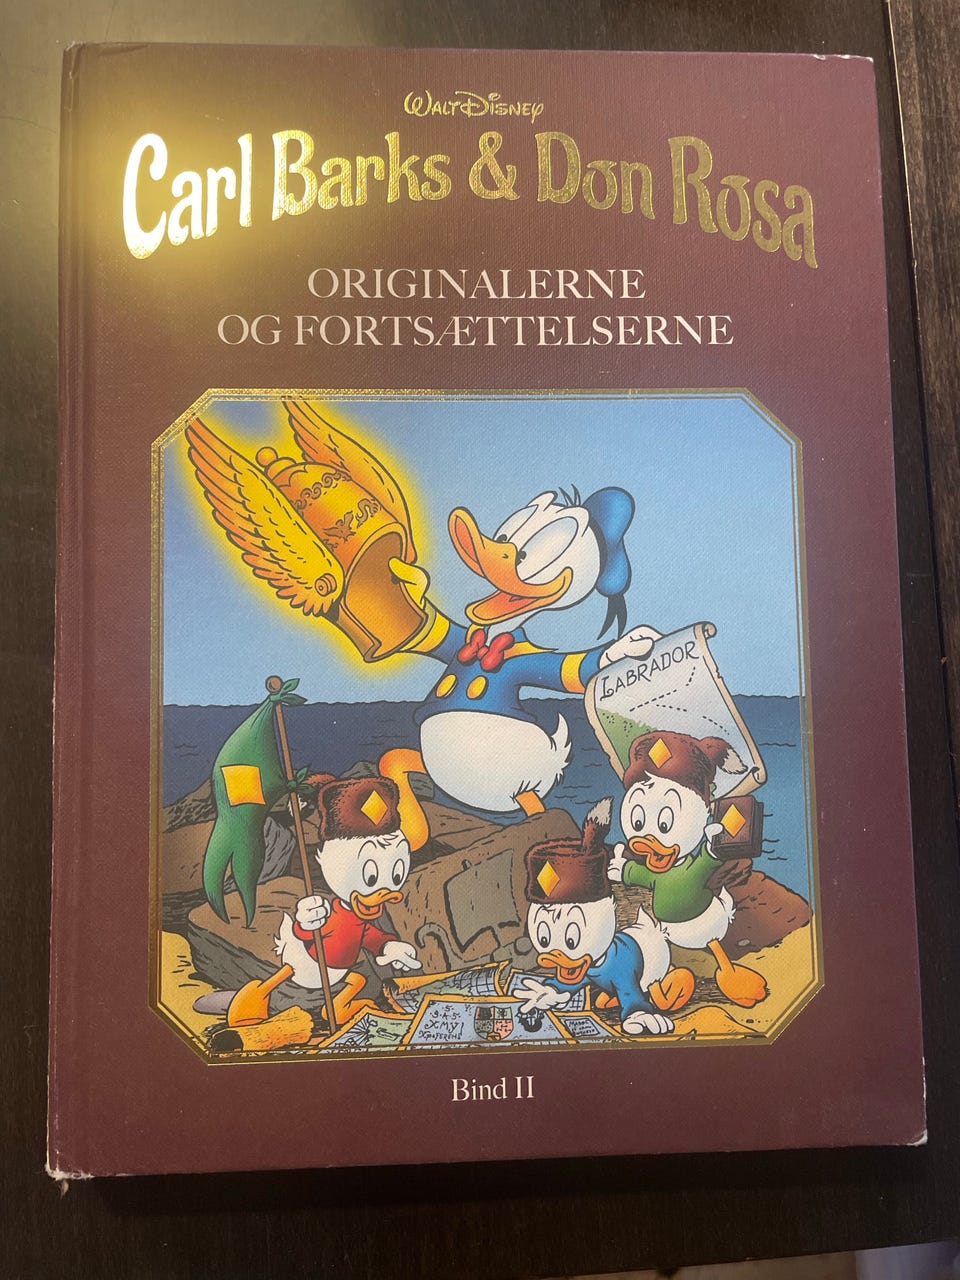 WALT DISNEY
Carl Barks & Don Rosa
ORIGINALERNE
OG FORTSÆTTELSERNE
LABRADOR
Bind II